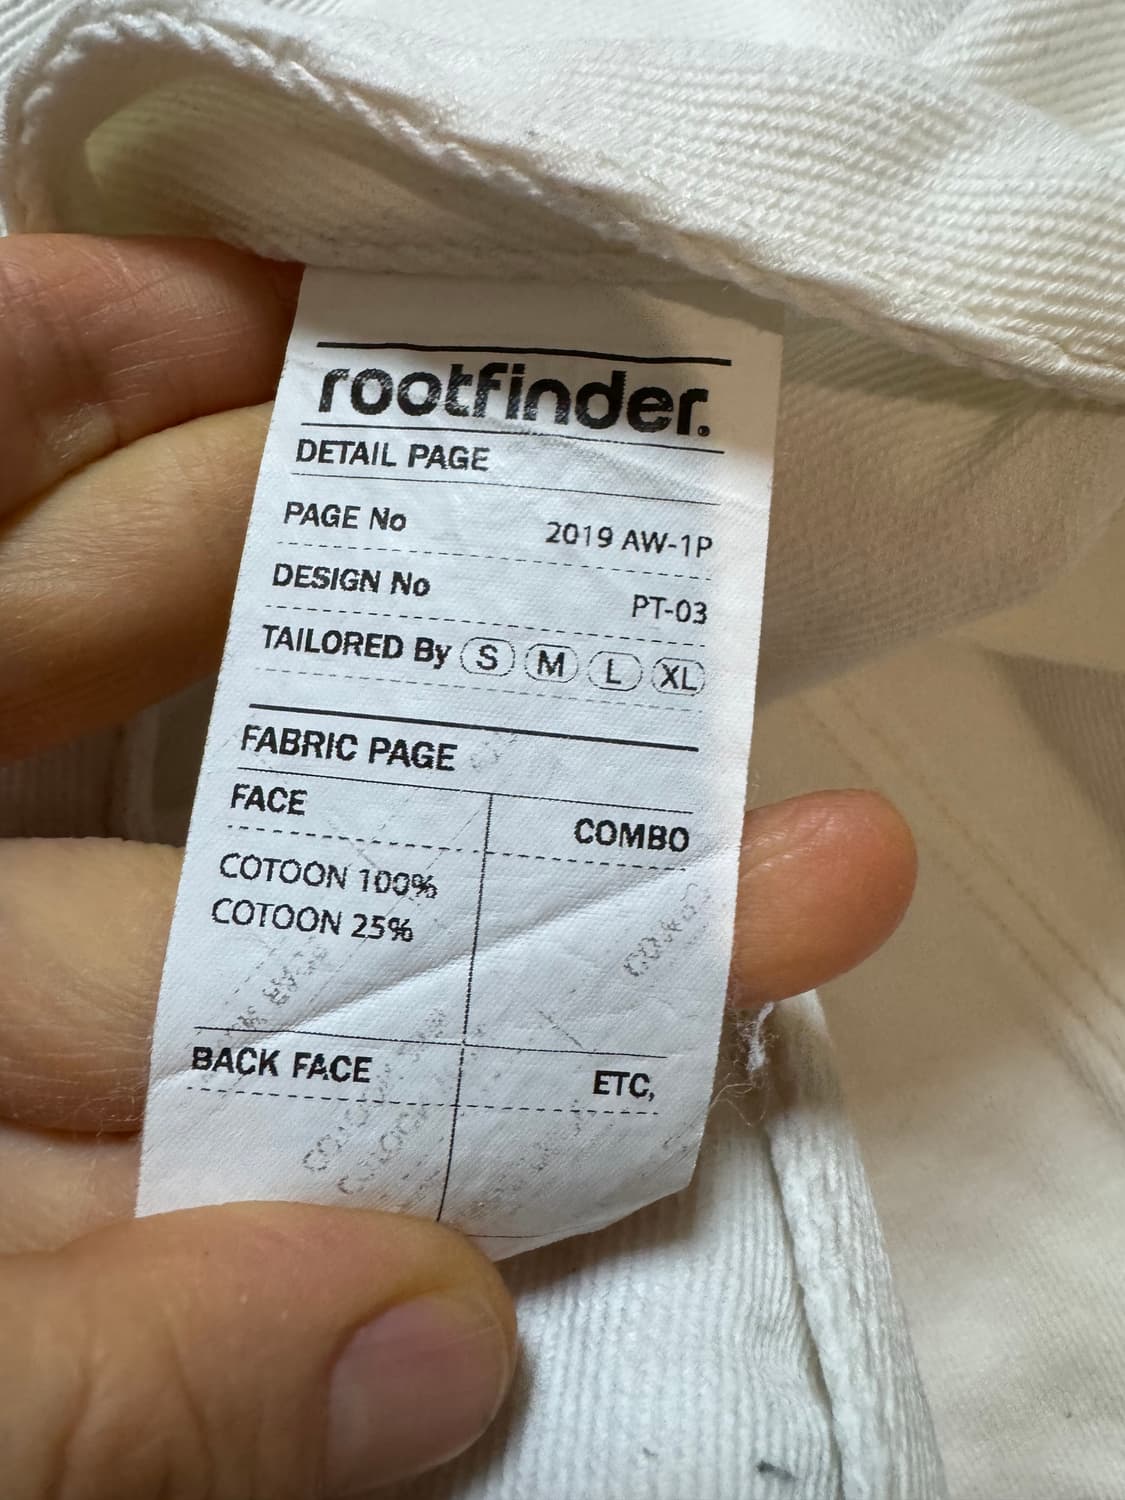 rootfinder.
DETAIL PAGE
PAGE No 2019 AW-1P
DESIGN No PT-03
TAILORED By S M L XL
FABRIC PAGE
FACE COMBO
COTOON 100%
COTOON 25%
BACK FACE ETC,